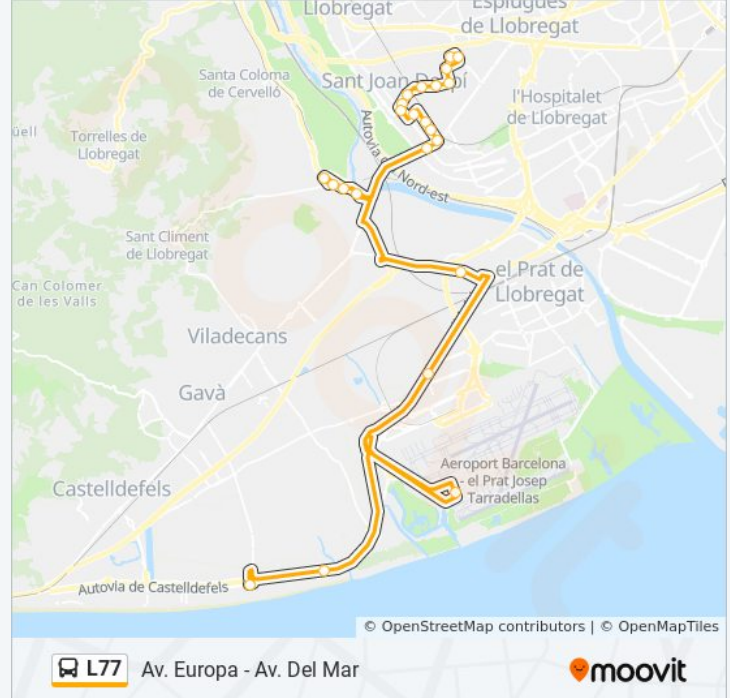 Llobregat
Esplugues
de Llobregat
Santa Coloma
de Cervelló
Sant Joan Despí
l'Hospitalet
de Llobregat
üell
Torrelles de
Llobregat
Autovia del Nord-est
Sant Climent
de Llobregat
Can Colomer
de les Valls
el Prat de
Llobregat
Viladecans
Gavà
Aeroport Barcelona
- el Prat Josep
Tarradellas
Castelldefels
Autovia de Castelldefels
© OpenStreetMap contributors | © OpenMapTiles
L77 Av. Europa - Av. Del Mar
moovit